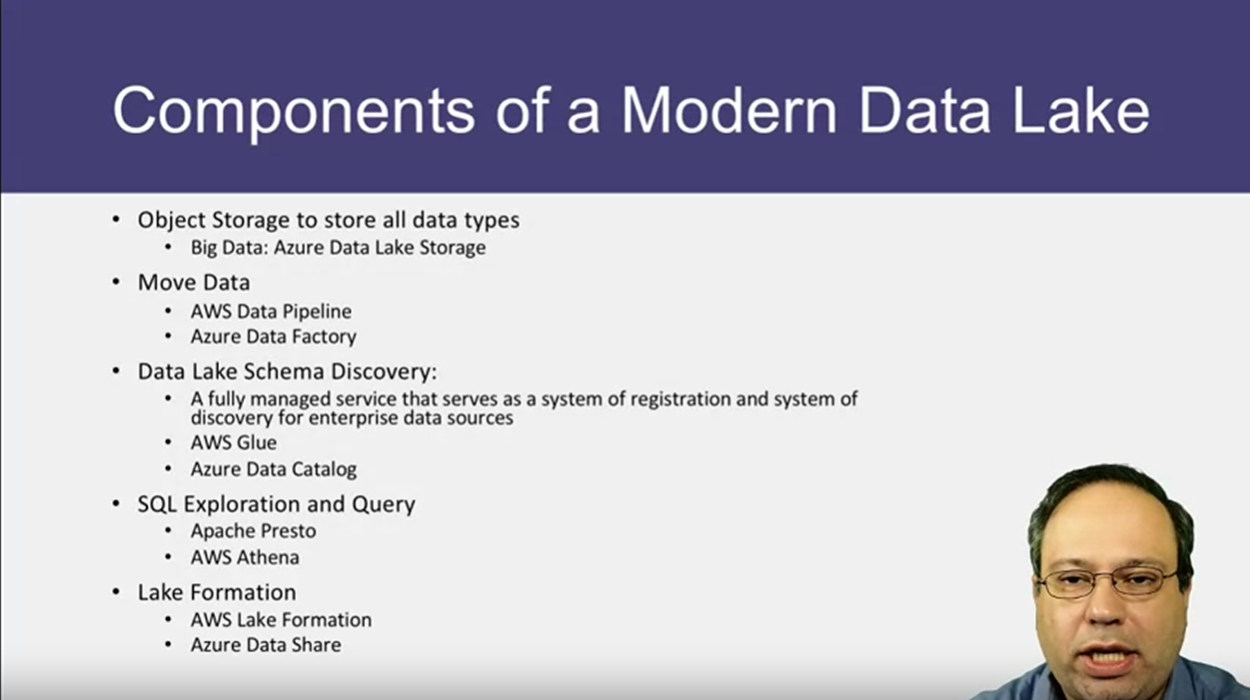 Components of a Modern Data Lake
• Object Storage to store all data types
• Big Data: Azure Data Lake Storage
• Move Data
• AWS Data Pipeline
• Azure Data Factory
• Data Lake Schema Discovery:
• A fully managed service that serves as a system of registration and system of
discovery for enterprise data sources
• AWS Glue
• Azure Data Catalog
• SQL Exploration and Query
• Apache Presto
• AWS Athena
• Lake Formation
• AWS Lake Formation
• Azure Data Share